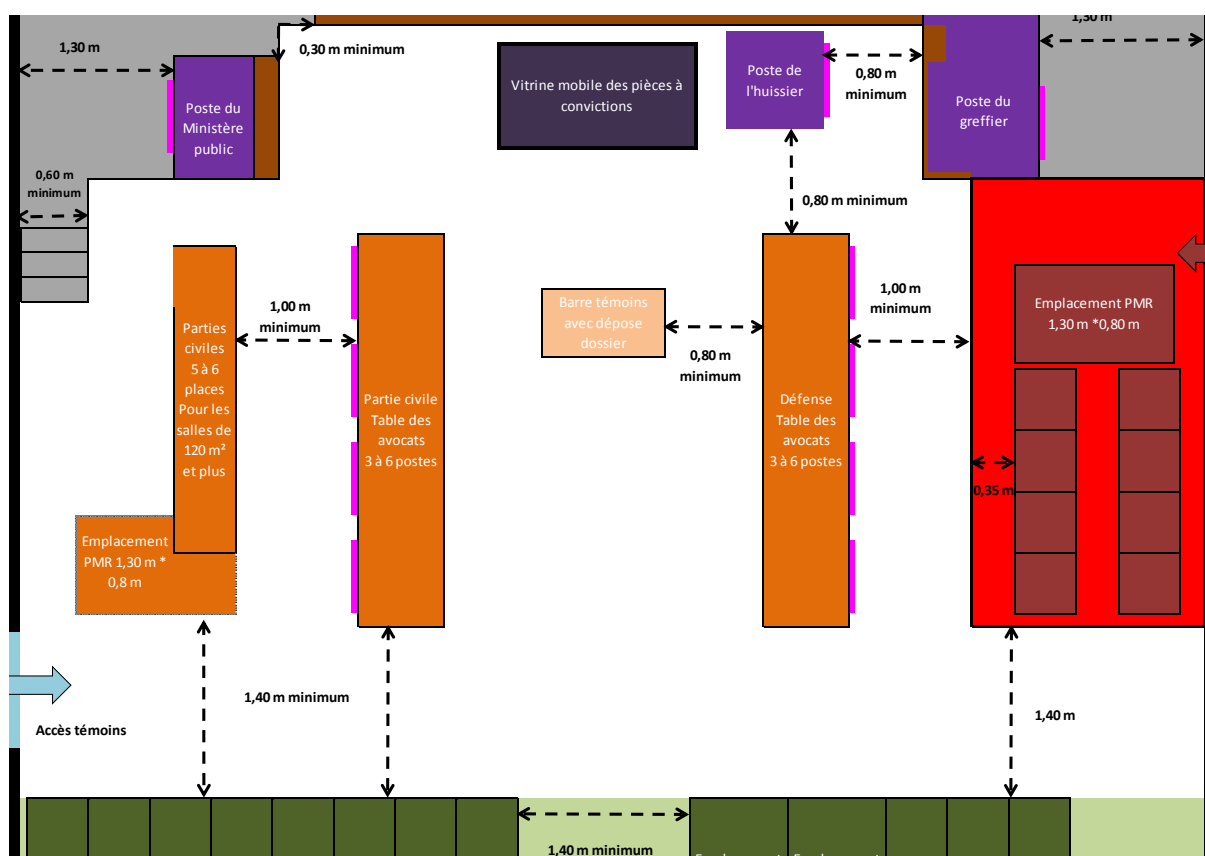 1,30 m
0,30 m minimum
1,30 m
Vitrine mobile des pièces à
convictions
Poste de
l'huissier
0,80 m
minimum
Poste du
greffier
Poste du
Ministère
public
0,60 m
minimum
0,80 m minimum
1,00 m
minimum
Barre témoins
avec dépose
dossier
0,80 m
minimum
1,00 m
minimum
Emplacement PMR
1,30 m *0,80 m
Parties
civiles
5 à 6
places
Pour les
salles de
120 m²
et plus
Partie civile
Table des
avocats
3 à 6 postes
Défense
Table des
avocats
3 à 6 postes
0,35 m
Emplacement
PMR 1,30 m *
0,8 m
1,40 m minimum
1,40 m
Accès témoins
1,40 m minimum
Emplacement Emplacement